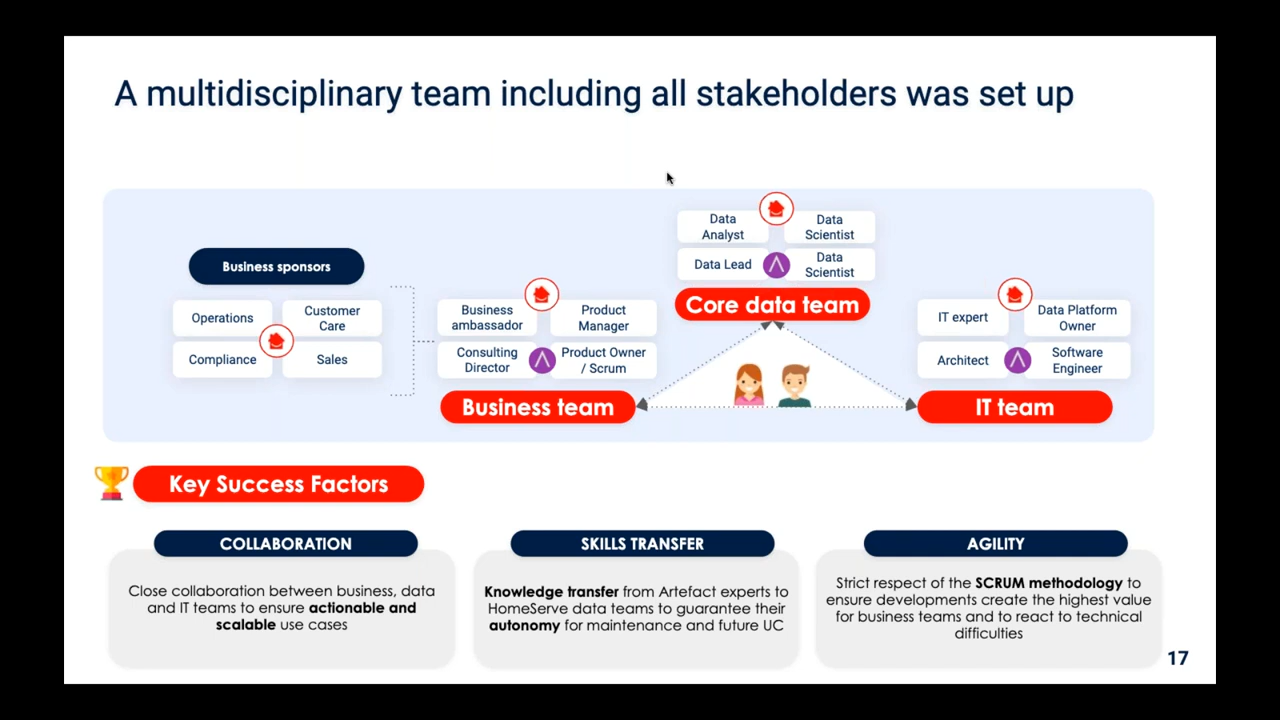 A multidisciplinary team including all stakeholders was set up
Business sponsors
Operations
Customer
Care
Compliance
Sales
Business
ambassador
Product
Manager
Consulting
Director
Product Owner
/ Scrum
Business team
Data
Analyst
Data
Scientist
Data Lead
Data
Scientist
Core data team
IT expert
Data Platform
Owner
Architect
Software
Engineer
IT team
Key Success Factors
COLLABORATION
Close collaboration between business, data
and IT teams to ensure actionable and
scalable use cases
SKILLS TRANSFER
Knowledge transfer from Artefact experts to
HomeServe data teams to guarantee their
autonomy for maintenance and future UC
AGILITY
Strict respect of the SCRUM methodology to
ensure developments create the highest value
for business teams and to react to technical
difficulties
17